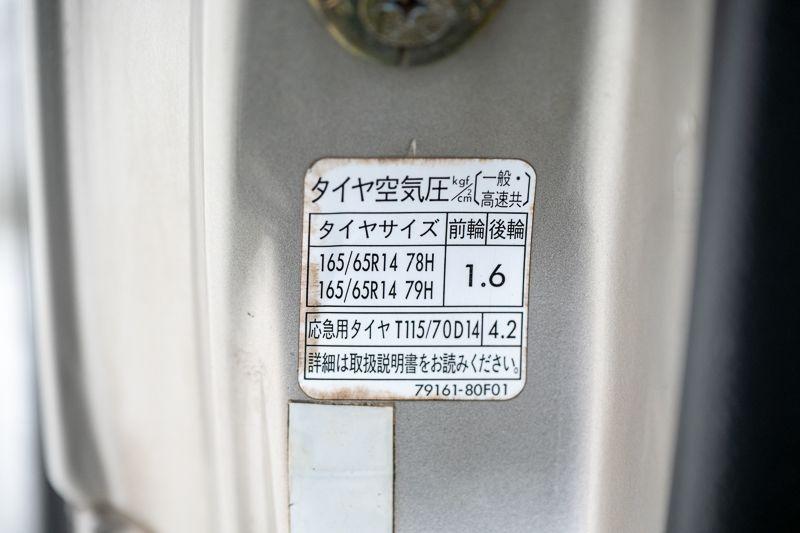 タイヤ空気圧 kgf/cm² 〔一般・高速共〕
タイヤサイズ 前輪 後輪
165/65R14 78H
165/65R14 79H
1.6
応急用タイヤ T115/70D14 4.2
詳細は取扱説明書をお読みください。
79161-80F01